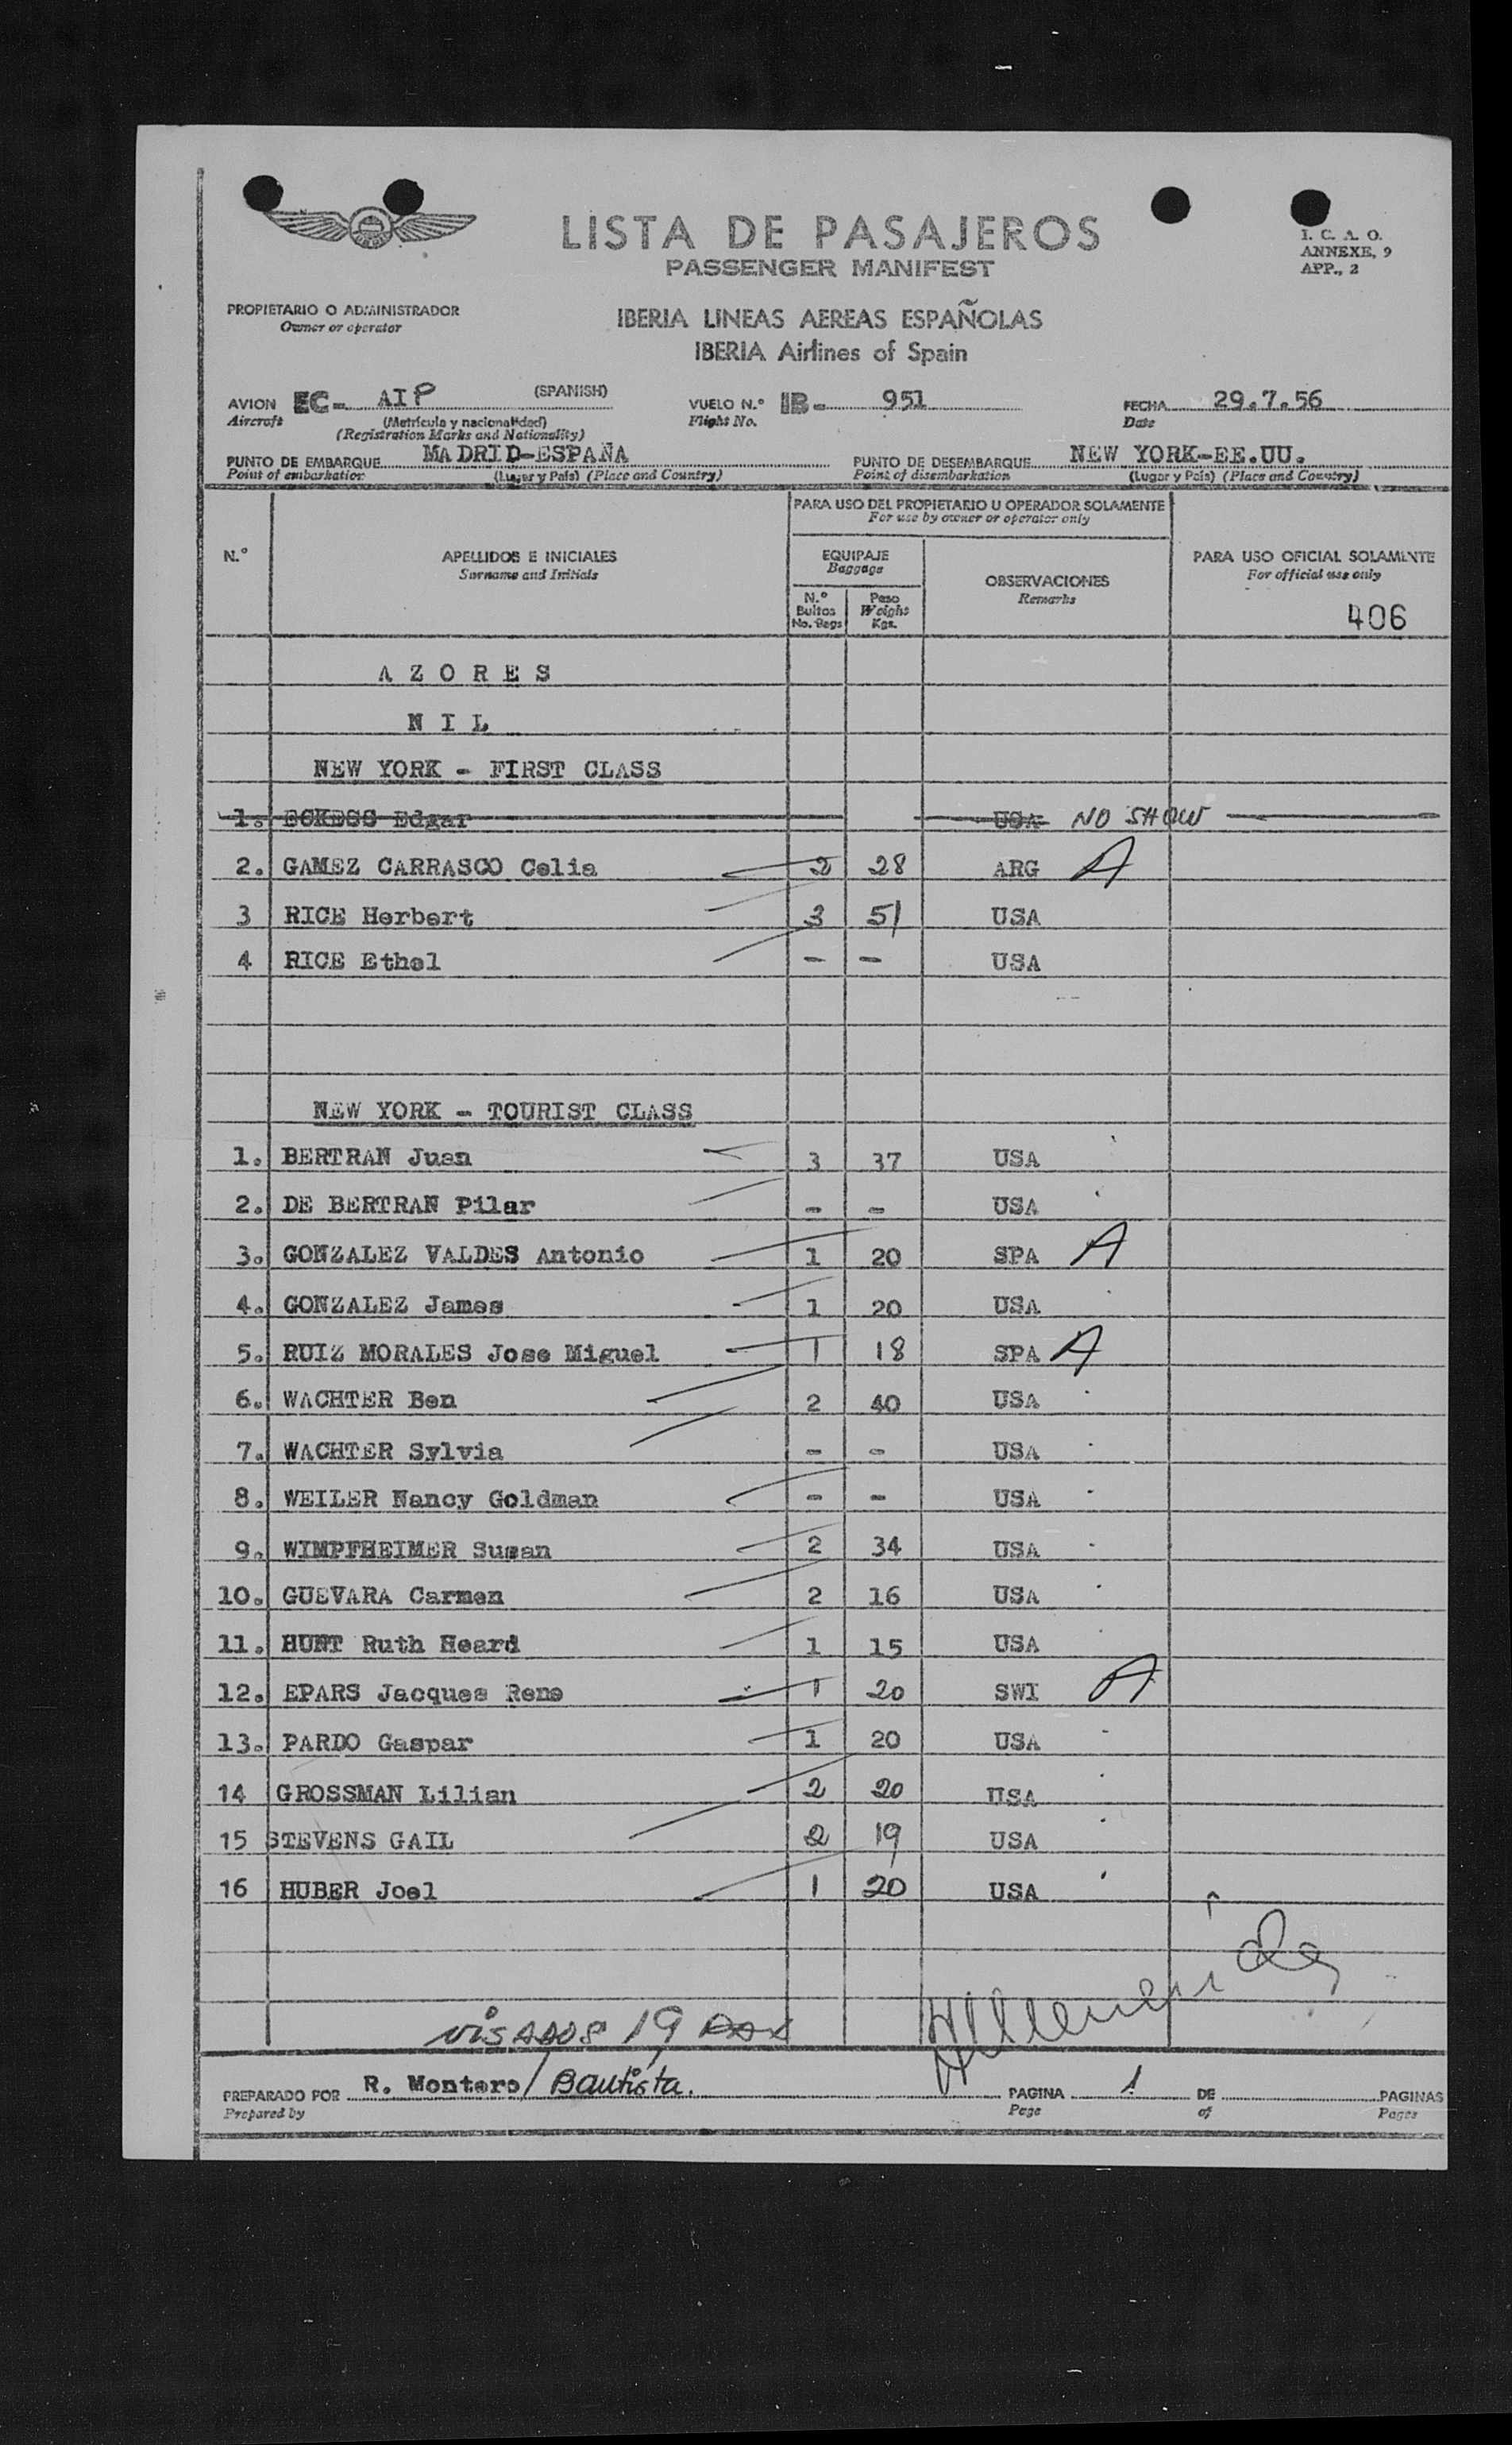 LISTA DE PASAJEROS
PASSENGER MANIFEST
I. C. A. O.
ANNEXE, 9
APP., 2
PROPIETARIO O ADMINISTRADOR
Owner or operator
IBERIA LINEAS AEREAS ESPAÑOLAS
IBERIA Airlines of Spain
AVION EC- AIP (SPANISH) VUELO N.° IB- 951 FECHA 29.7.56
Aircraft (Matrícula y nacionalidad) Flight No. Date
(Registration Marks and Nationality)
PUNTO DE EMBARQUE MADRID-ESPAÑA PUNTO DE DESEMBARQUE NEW YORK-EE.UU.
Point of embarkation (Lugar y País) (Place and Country) Point of disembarkation (Lugar y País) (Place and Country)
PARA USO DEL PROPIETARIO U OPERADOR SOLAMENTE
For use by owner or operator only
N.° APELLIDOS E INICIALES EQUIPAJE OBSERVACIONES PARA USO OFICIAL SOLAMENTE
Surname and Initials Baggage Remarks For official use only
N.° Bultos No. Bags Peso Weight Kgs. 406
AZORES
NIL
NEW YORK - FIRST CLASS
1. ECKESS Edgar USA NO SHOW
2. GAMEZ CARRASCO Celia 2 28 ARG A
3 RICE Herbert 3 51 USA
4 RICE Ethel - - USA
NEW YORK - TOURIST CLASS
1. BERTRAN Juan 3 37 USA
2. DE BERTRAN Pilar - - USA
3. GONZALEZ VALDES Antonio 1 20 SPA A
4. GONZALEZ James 1 20 USA
5. RUIZ MORALES Jose Miguel 1 18 SPA A
6. WACHTER Ben 2 40 USA
7. WACHTER Sylvia - - USA
8. WEILER Nancy Goldman - - USA
9. WIMPFHEIMER Susan 2 34 USA
10. GUEVARA Carmen 2 16 USA
11. HUNT Ruth Heard 1 15 USA
12. EPARS Jacques Rene 1 20 SWI A
13. PARDO Gaspar 1 20 USA
14 GROSSMAN Lilian 2 20 USA
15 STEVENS GAIL 2 19 USA
16 HUBER Joel 1 20 USA
VISADOS 19 PAX
PREPARADO POR R. Montero/Bautista. PAGINA 1 DE PAGINAS
Prepared by Page of Pages